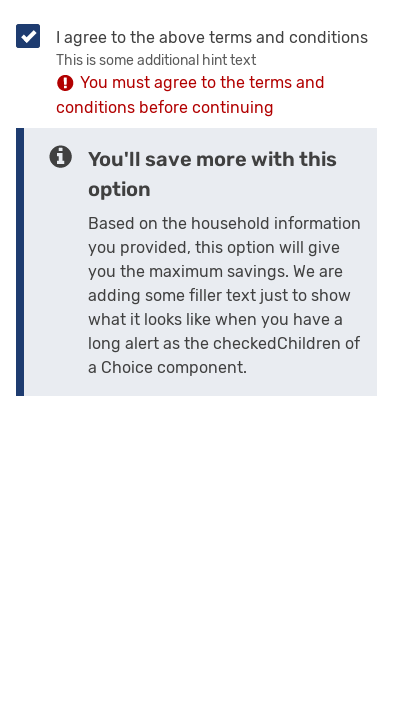 I agree to the above terms and conditions
This is some additional hint text
You must agree to the terms and
conditions before continuing
You'll save more with this
option
Based on the household information
you provided, this option will give
you the maximum savings. We are
adding some filler text just to show
what it looks like when you have a
long alert as the checkedChildren of
a Choice component.